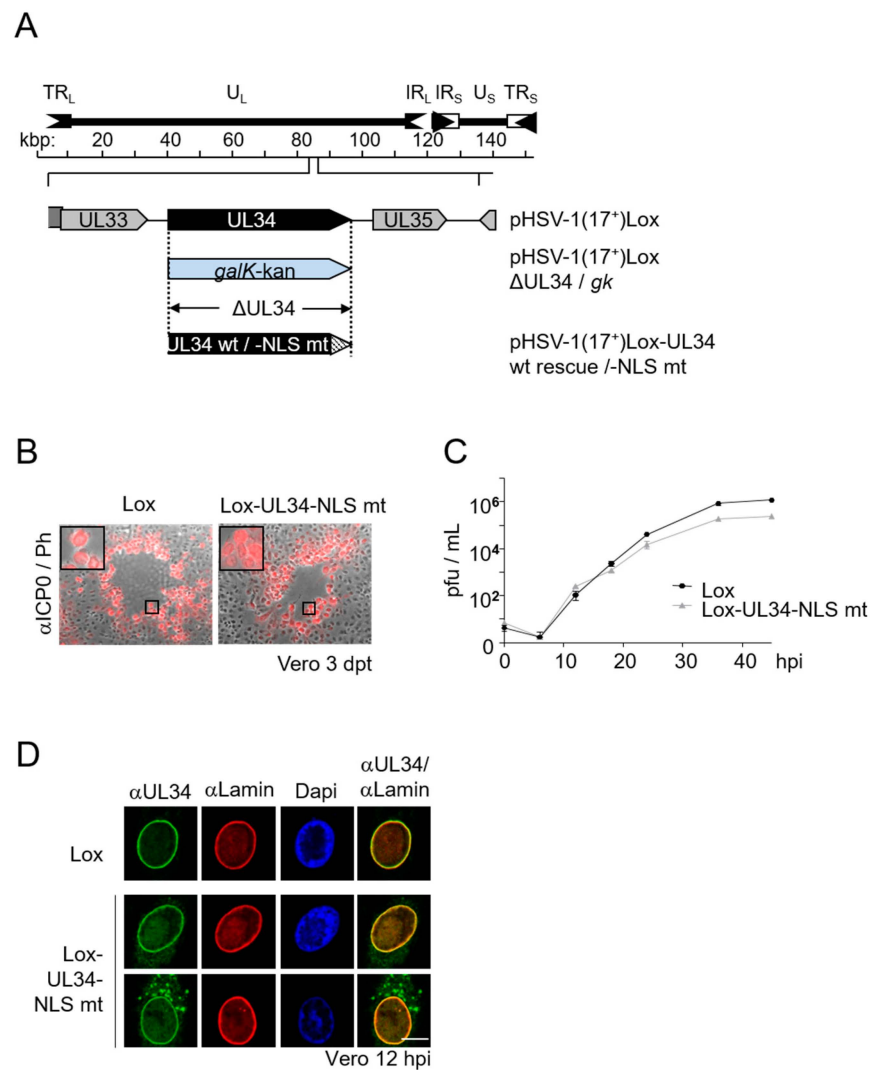 A
TRL UL IRL IRS US TRS
kbp: 20 40 60 80 100 120 140
UL33 UL34 UL35 pHSV-1(17+)Lox
galK-kan pHSV-1(17+)Lox
ΔUL34 / gk
ΔUL34
UL34 wt / -NLS mt pHSV-1(17+)Lox-UL34
wt rescue /-NLS mt
B
Lox Lox-UL34-NLS mt
αICP0 / Ph
Vero 3 dpt
C
pfu / mL
10^6
10^4
10^2
0
0 10 20 30 40 hpi
Lox
Lox-UL34-NLS mt
D
αUL34 αLamin Dapi αUL34/
αLamin
Lox
Lox-
UL34-
NLS mt
Vero 12 hpi